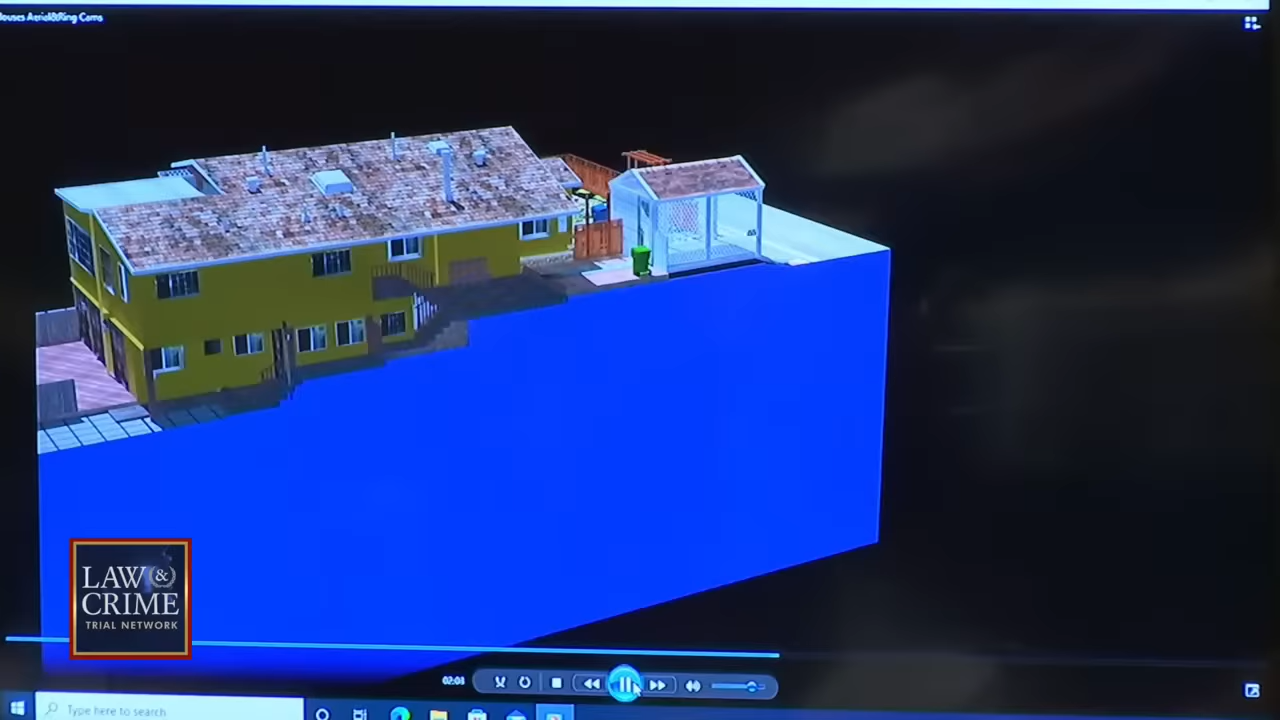 Houses Aerial&Ring Cams
LAW &
CRIME
TRIAL NETWORK
02:08
Type here to search